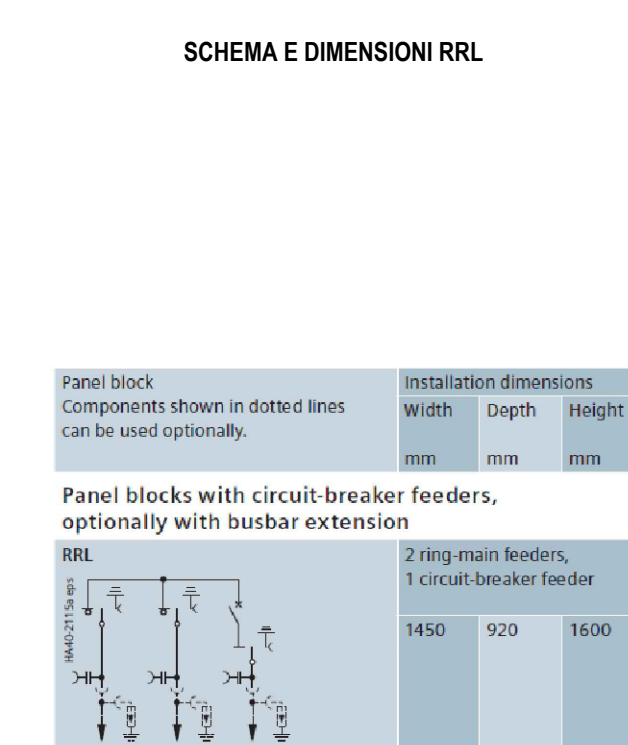 SCHEMA E DIMENSIONI RRL
Panel block
Components shown in dotted lines
can be used optionally.
Installation dimensions
Width Depth Height
mm mm mm
Panel blocks with circuit-breaker feeders,
optionally with busbar extension
RRL
2 ring-main feeders,
1 circuit-breaker feeder
HA40-2115a eps
1450 920 1600